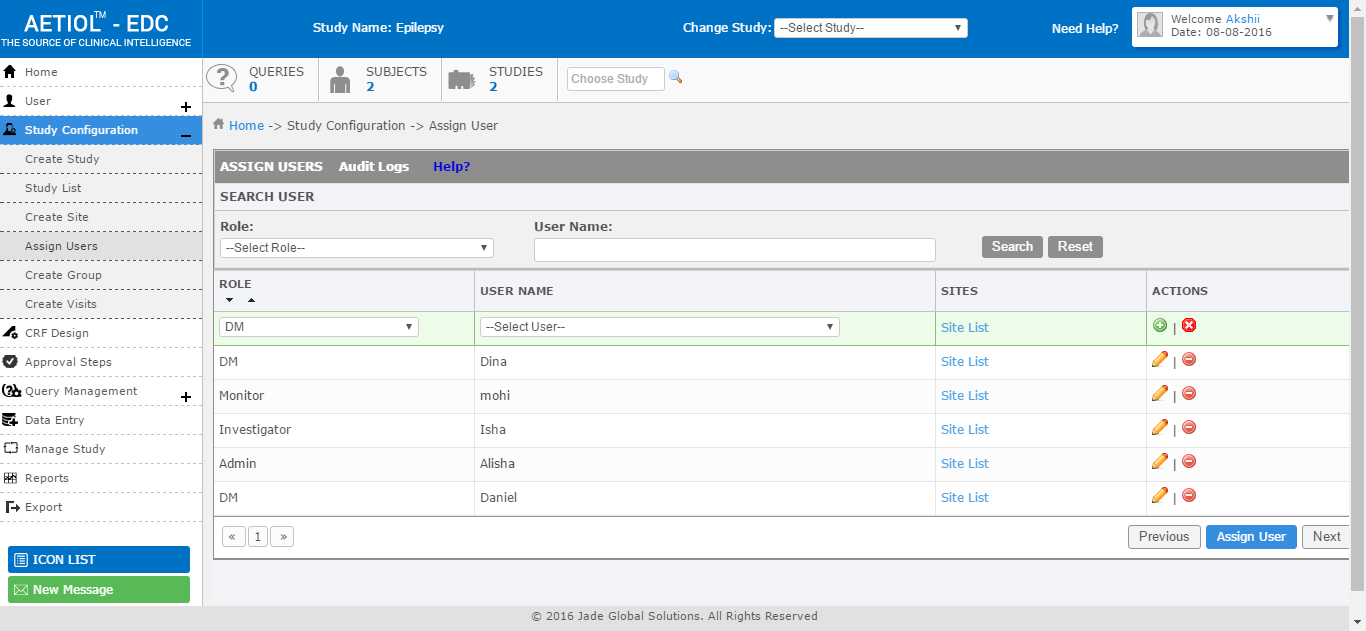 AETIOL™ - EDC
THE SOURCE OF CLINICAL INTELLIGENCE
Study Name: Epilepsy
Change Study: --Select Study--
Need Help?
Welcome Akshii
Date: 08-08-2016
Home
User
Study Configuration
Create Study
Study List
Create Site
Assign Users
Create Group
Create Visits
CRF Design
Approval Steps
Query Management
Data Entry
Manage Study
Reports
Export
ICON LIST
New Message
QUERIES
0
SUBJECTS
2
STUDIES
2
Choose Study
Home -> Study Configuration -> Assign User
ASSIGN USERS Audit Logs Help?
SEARCH USER
Role: User Name:
--Select Role-- Search Reset
ROLE USER NAME SITES ACTIONS
DM --Select User-- Site List |
DM Dina Site List |
Monitor mohi Site List |
Investigator Isha Site List |
Admin Alisha Site List |
DM Daniel Site List |
« 1 » Previous Assign User Next
© 2016 Jade Global Solutions. All Rights Reserved